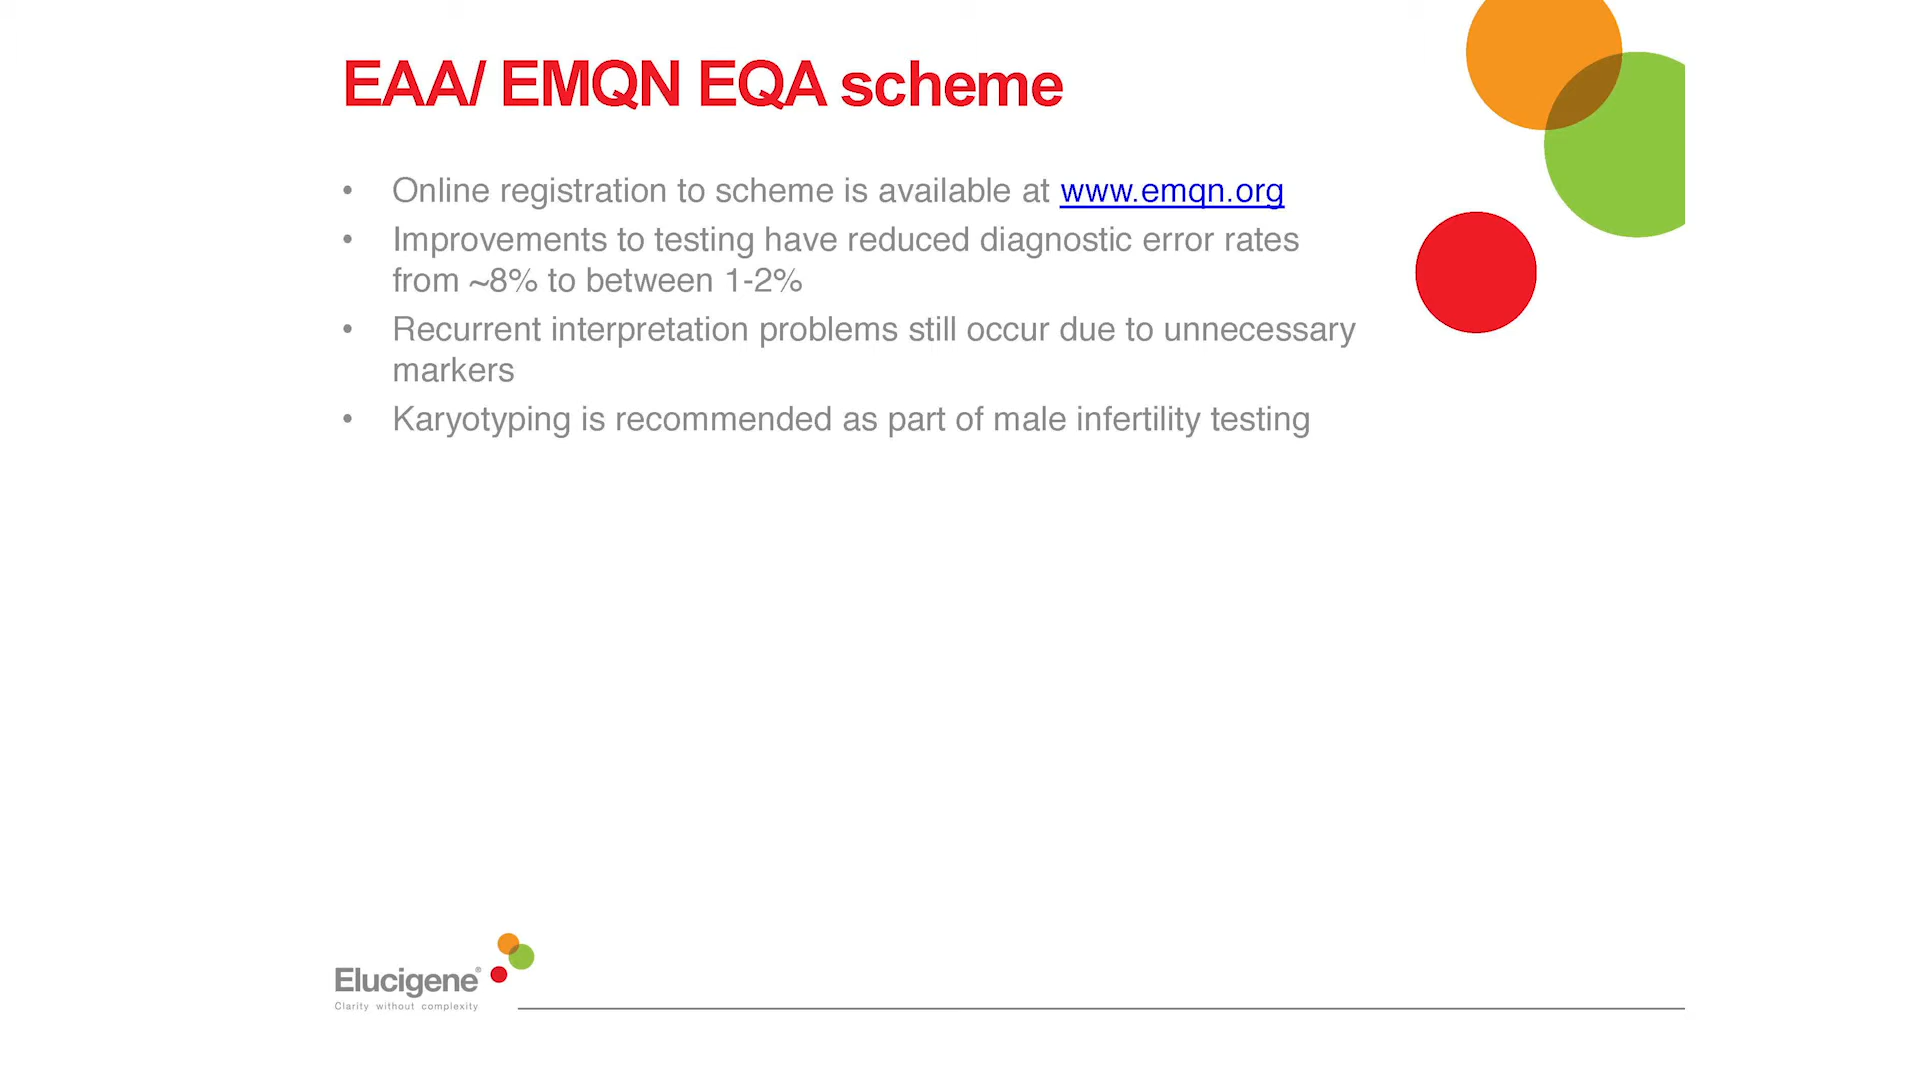 EAA/ EMQN EQA scheme
• Online registration to scheme is available at www.emqn.org
• Improvements to testing have reduced diagnostic error rates
from ~8% to between 1-2%
• Recurrent interpretation problems still occur due to unnecessary
markers
• Karyotyping is recommended as part of male infertility testing
Elucigene®
Clarity without complexity